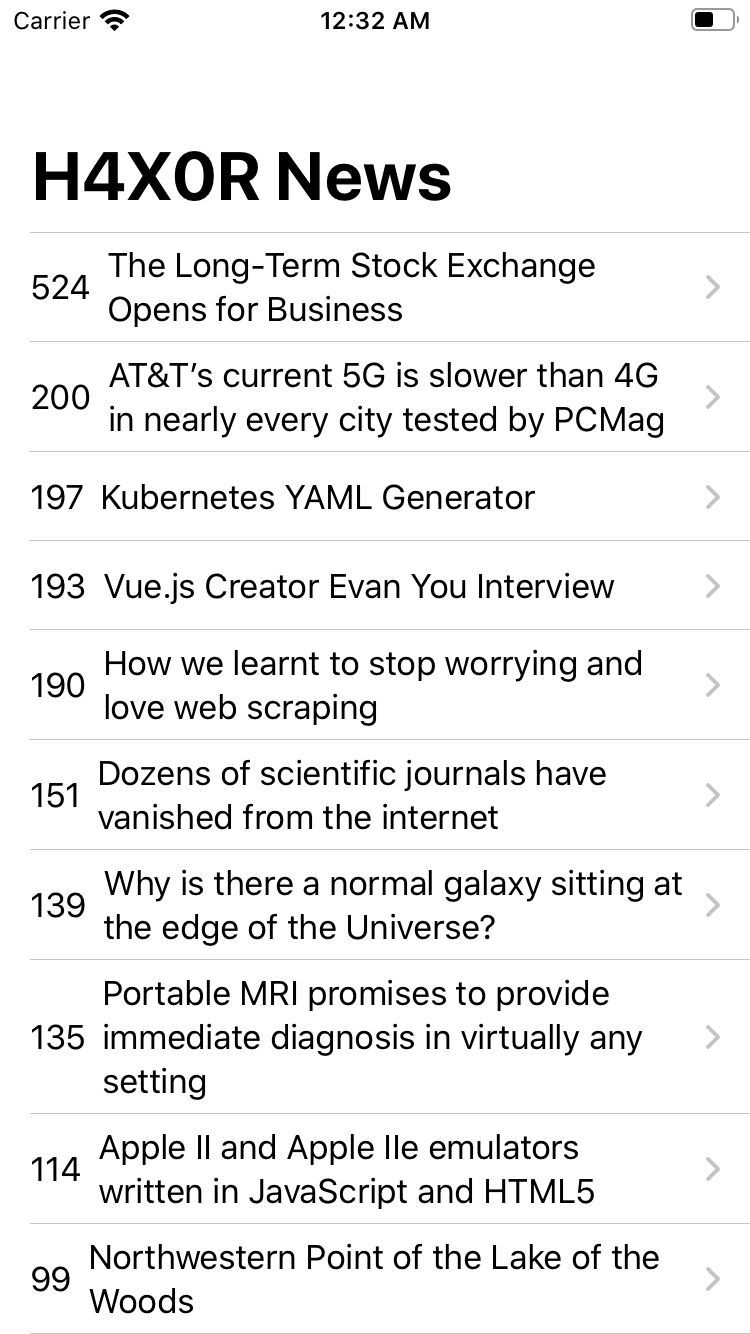 Carrier 12:32 AM
H4X0R News
524 The Long-Term Stock Exchange
Opens for Business
200 AT&T’s current 5G is slower than 4G
in nearly every city tested by PCMag
197 Kubernetes YAML Generator
193 Vue.js Creator Evan You Interview
190 How we learnt to stop worrying and
love web scraping
151 Dozens of scientific journals have
vanished from the internet
139 Why is there a normal galaxy sitting at
the edge of the Universe?
135 Portable MRI promises to provide
immediate diagnosis in virtually any
setting
114 Apple II and Apple IIe emulators
written in JavaScript and HTML5
99 Northwestern Point of the Lake of the
Woods